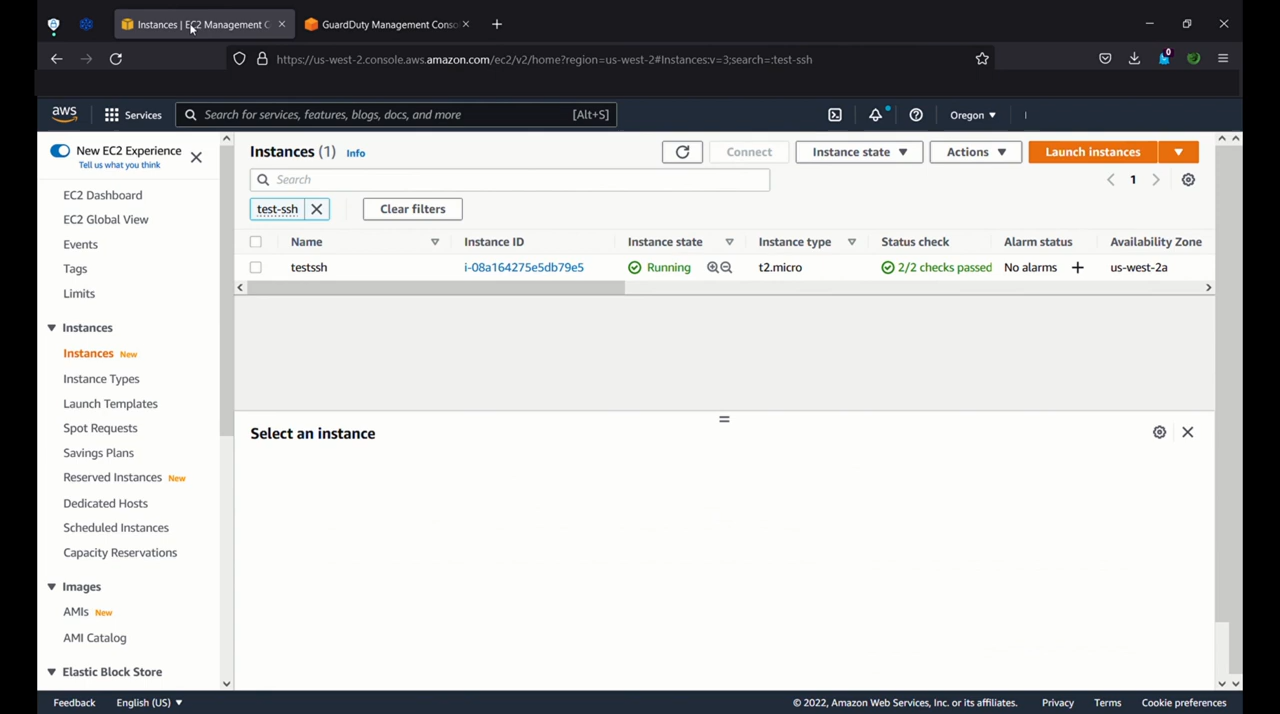 Instances | EC2 Management C
GuardDuty Management Conso
https://us-west-2.console.aws.amazon.com/ec2/v2/home?region=us-west-2#Instances:v=3;search=:test-ssh
0
aws
Services
Search for services, features, blogs, docs, and more
[Alt+S]
Oregon
New EC2 Experience
Tell us what you think
EC2 Dashboard
EC2 Global View
Events
Tags
Limits
Instances
Instances New
Instance Types
Launch Templates
Spot Requests
Savings Plans
Reserved Instances New
Dedicated Hosts
Scheduled Instances
Capacity Reservations
Images
AMIs New
AMI Catalog
Elastic Block Store
Instances (1) Info
Connect
Instance state
Actions
Launch instances
Search
1
test-ssh
Clear filters
Name Instance ID Instance state Instance type Status check Alarm status Availability Zone
testssh i-08a164275e5db79e5 Running t2.micro 2/2 checks passed No alarms + us-west-2a
Select an instance
Feedback English (US) © 2022, Amazon Web Services, Inc. or its affiliates. Privacy Terms Cookie preferences